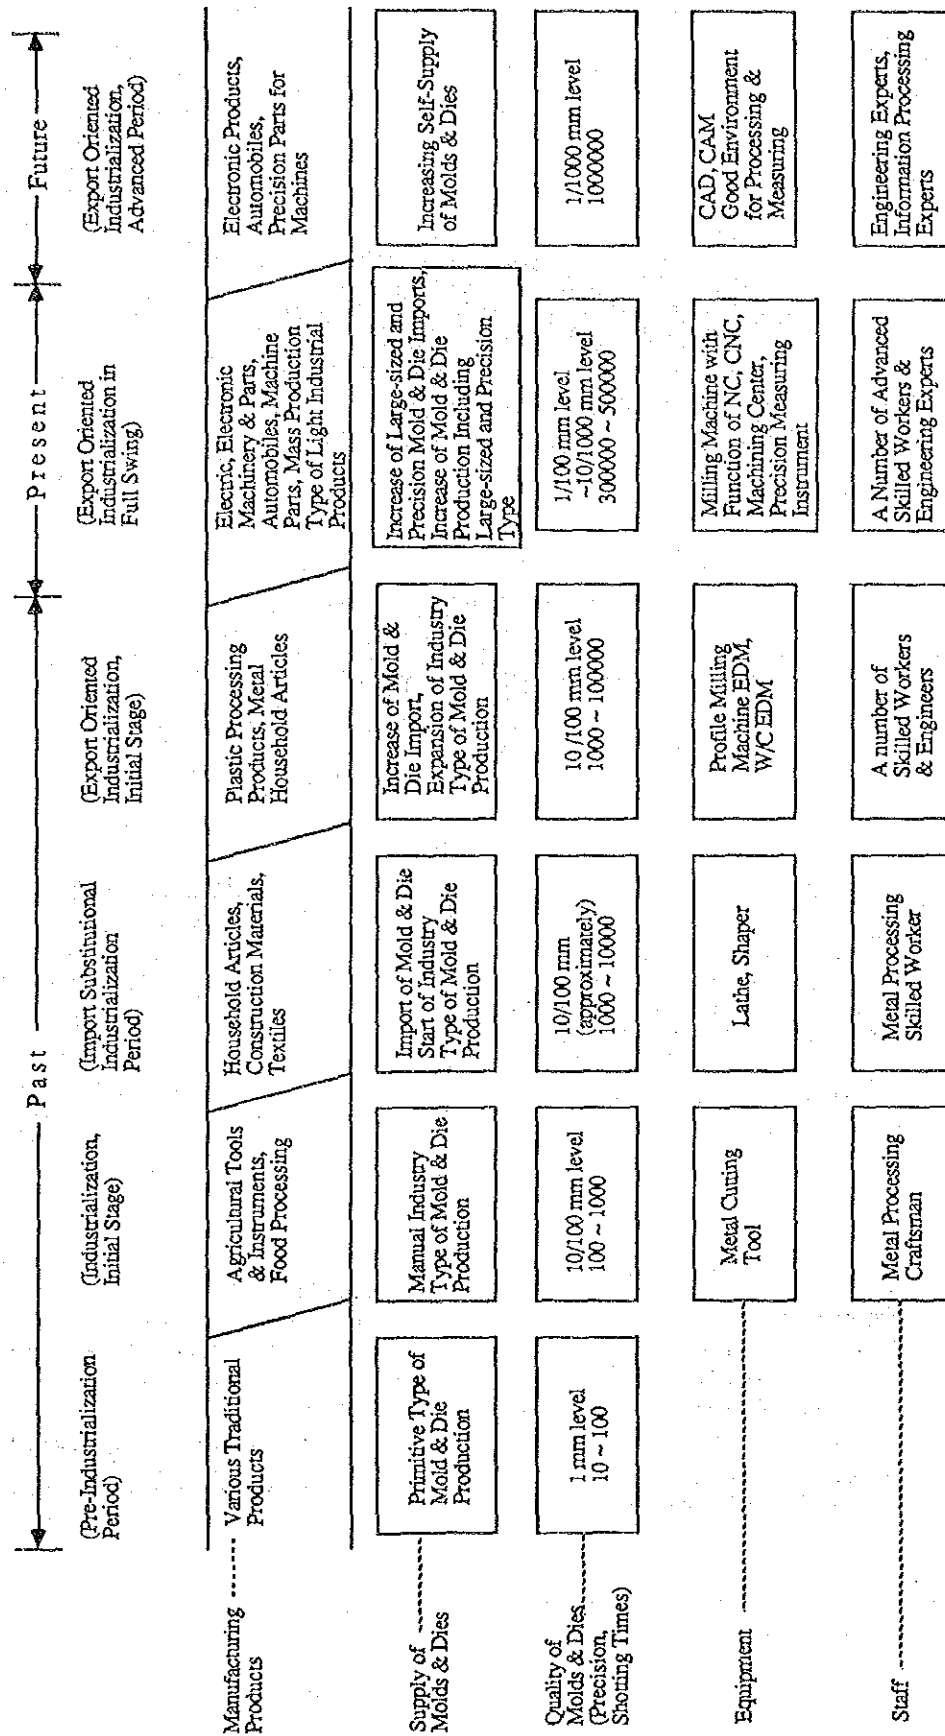 Past
Present
Future
(Pre-Industrialization
Period)
(Industrialization,
Initial Stage)
(Import Substitutional
Industrialization
Period)
(Export Oriented
Industrialization,
Initial Stage)
(Export Oriented
Industrialization in
Full Swing)
(Export Oriented
Industrialization,
Advanced Period)
Manufacturing
Products
Various Traditional
Products
Agricultural Tools
& Instruments,
Food Processing
Household Articles,
Construction Materials,
Textiles
Plastic Processing
Products, Metal
Household Articles
Electric, Electronic
Machinery & Parts,
Automobiles, Machine
Parts, Mass Production
Type of Light Industrial
Products
Electronic Products,
Automobiles,
Precision Parts for
Machines
Supply of
Molds & Dies
Primitive Type of
Mold & Die
Production
Manual Industry
Type of Mold & Die
Production
Import of Mold & Die
Start of Industry
Type of Mold & Die
Production
Increase of Mold &
Die Import,
Expansion of Industry
Type of Mold & Die
Production
Increase of Large-sized and
Precision Mold & Die Imports,
Increase of Mold & Die
Production Including
Large-sized and Precision
Type
Increasing Self-Supply
of Molds & Dies
Quality of
Molds & Dies
(Precision,
Shotting Times)
1 mm level
10 ~ 100
10/100 mm level
100 ~ 1000
10/100 mm
(approximately)
1000 ~ 10000
10 /100 mm level
1000 ~ 100000
1/100 mm level
~10/1000 mm level
300000 ~ 500000
1/1000 mm level
1000000
Equipment
Metal Cutting
Tool
Lathe, Shaper
Profile Milling
Machine EDM,
W/C EDM
Milling Machine with
Function of NC, CNC,
Machining Center,
Precision Measuring
Instrument
CAD, CAM
Good Environment
for Processing &
Measuring
Staff
Metal Processing
Craftsman
Metal Processing
Skilled Worker
A number of
Skilled Workers
& Engineers
A Number of Advanced
Skilled Workers &
Engineering Experts
Engineering Experts,
Information Processing
Experts